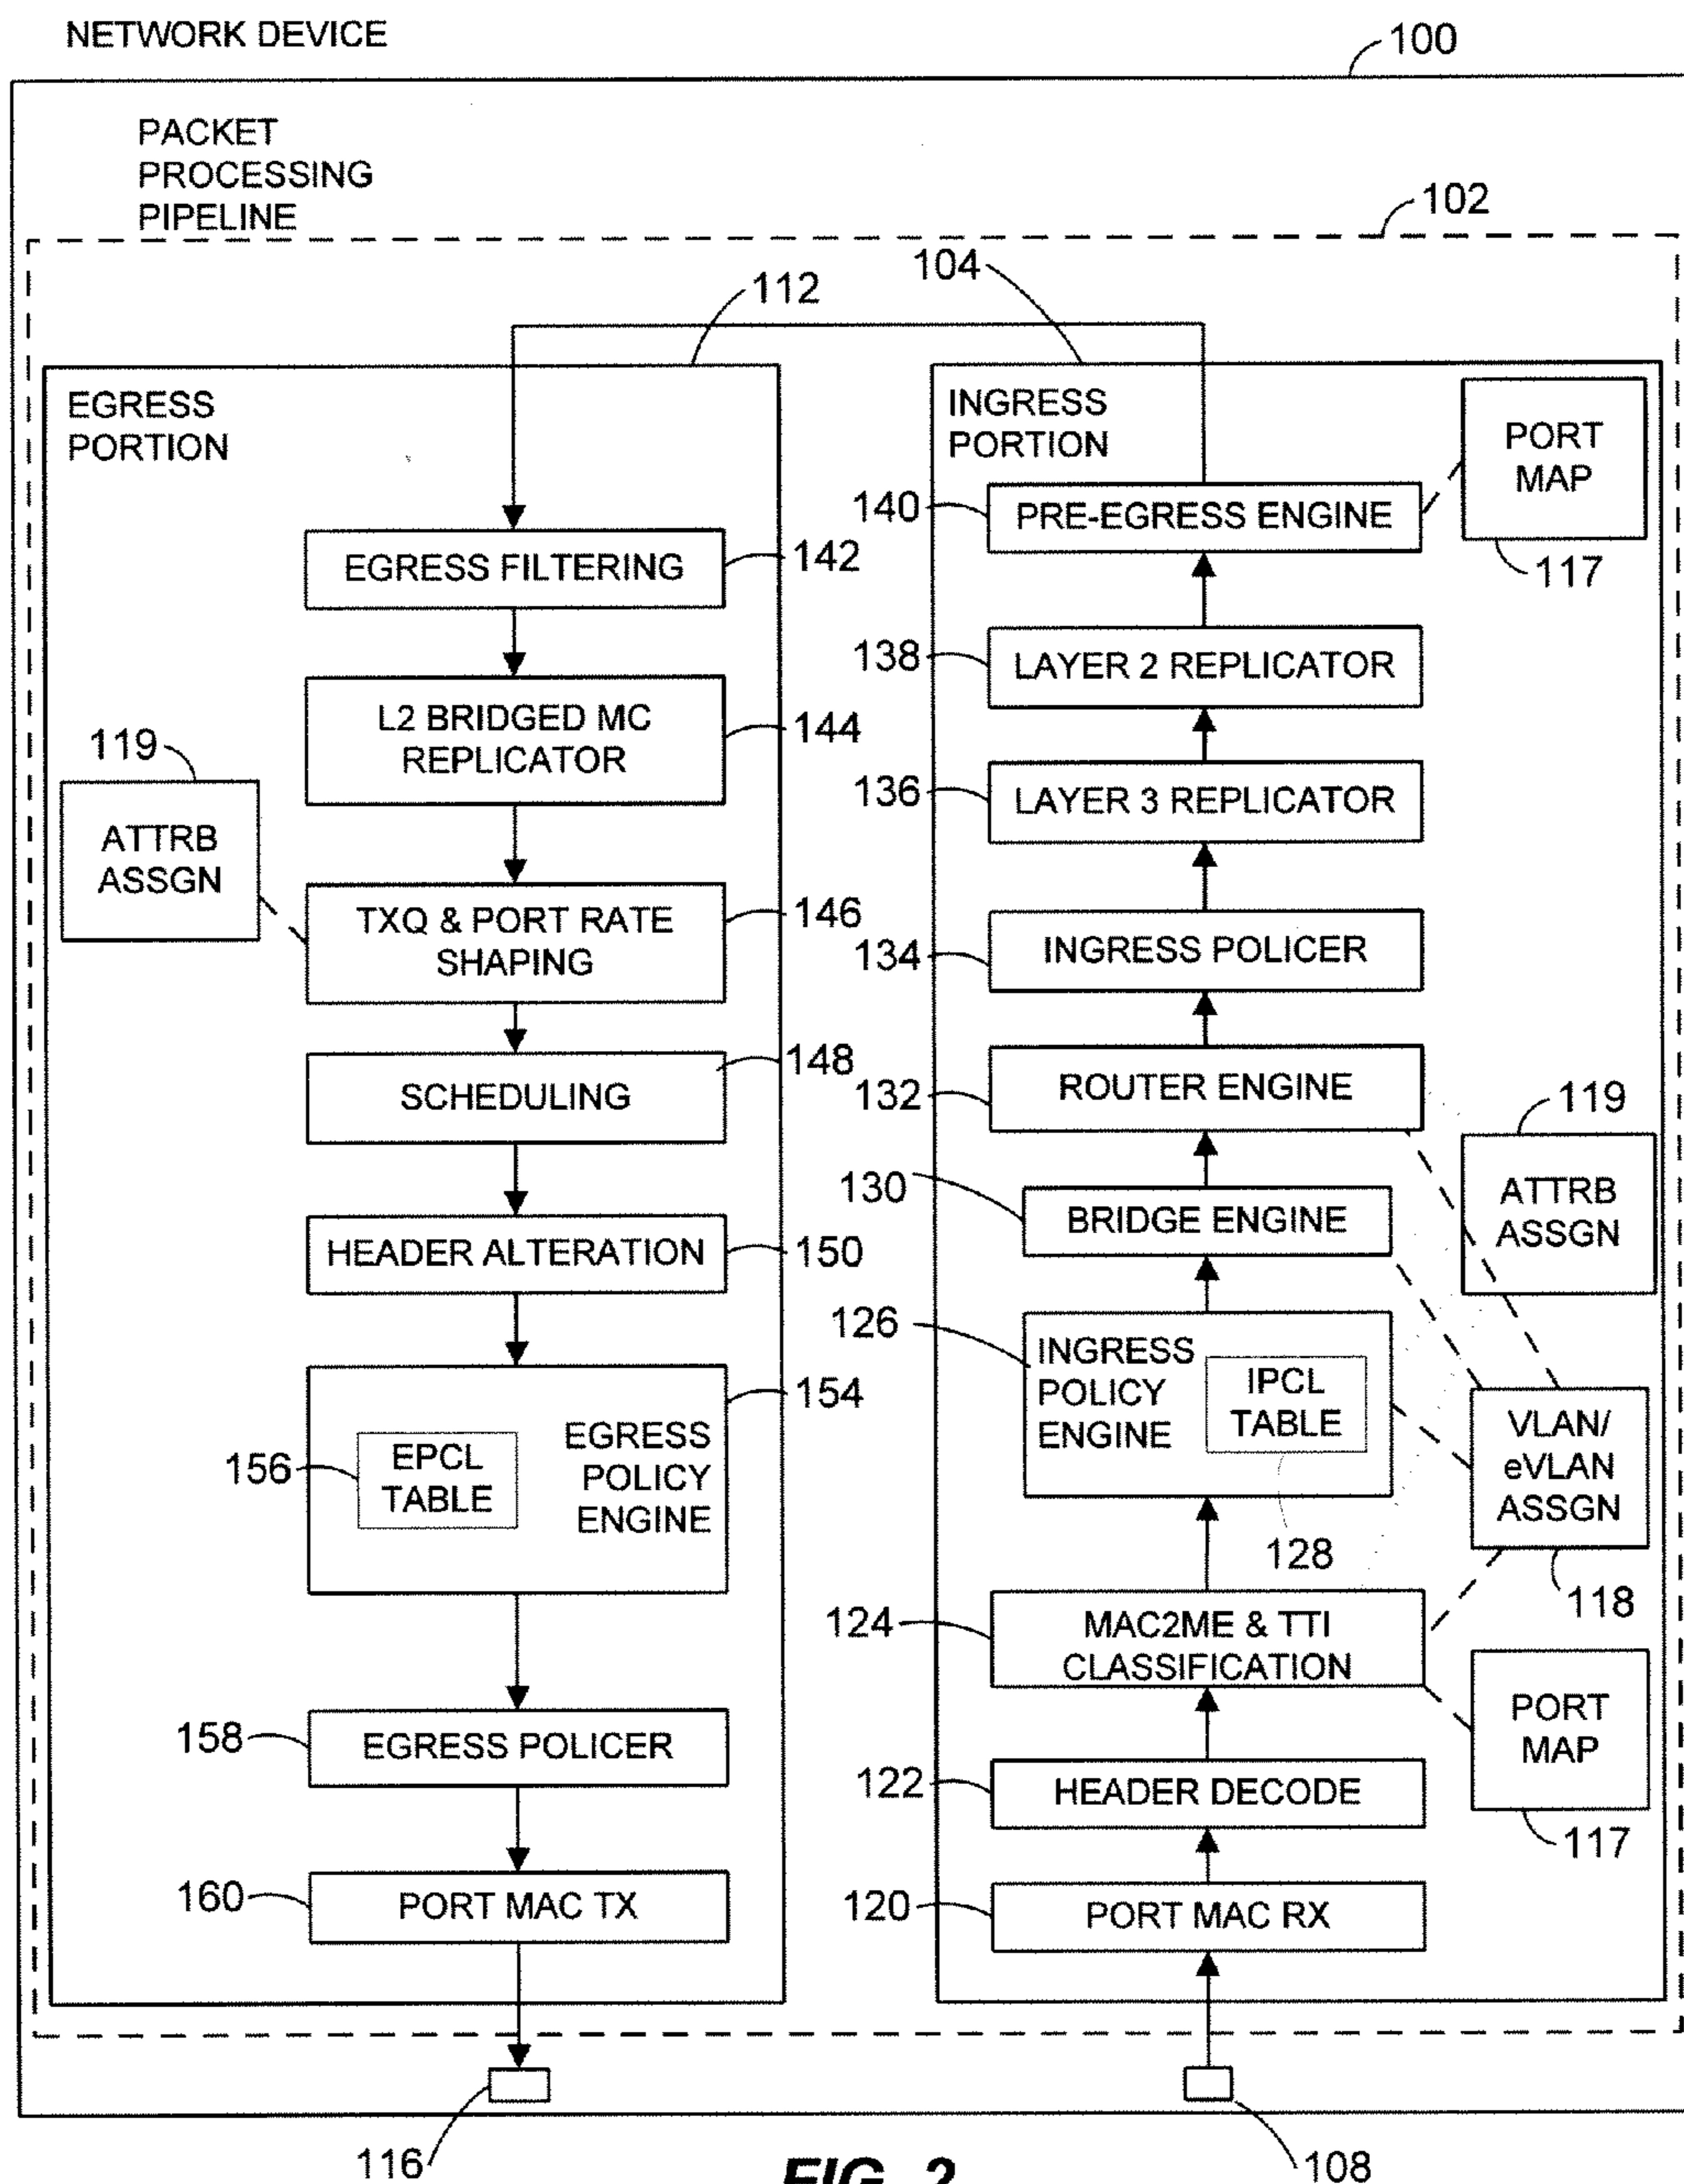 NETWORK DEVICE
100
PACKET
PROCESSING
PIPELINE
102
104
112
EGRESS
PORTION
EGRESS FILTERING
142
L2 BRIDGED MC
REPLICATOR
144
119
ATTRB
ASSGN
TXQ & PORT RATE
SHAPING
146
SCHEDULING
148
HEADER ALTERATION
150
154
EGRESS
POLICY
ENGINE
156
EPCL
TABLE
158
EGRESS POLICER
160
PORT MAC TX
116
INGRESS
PORTION
PORT
MAP
117
140
PRE-EGRESS ENGINE
138
LAYER 2 REPLICATOR
136
LAYER 3 REPLICATOR
134
INGRESS POLICER
132
ROUTER ENGINE
119
ATTRB
ASSGN
130
BRIDGE ENGINE
126
INGRESS
POLICY
ENGINE
IPCL
TABLE
128
VLAN/
eVLAN
ASSGN
118
124
MAC2ME & TTI
CLASSIFICATION
PORT
MAP
117
122
HEADER DECODE
120
PORT MAC RX
108
FIG. 2